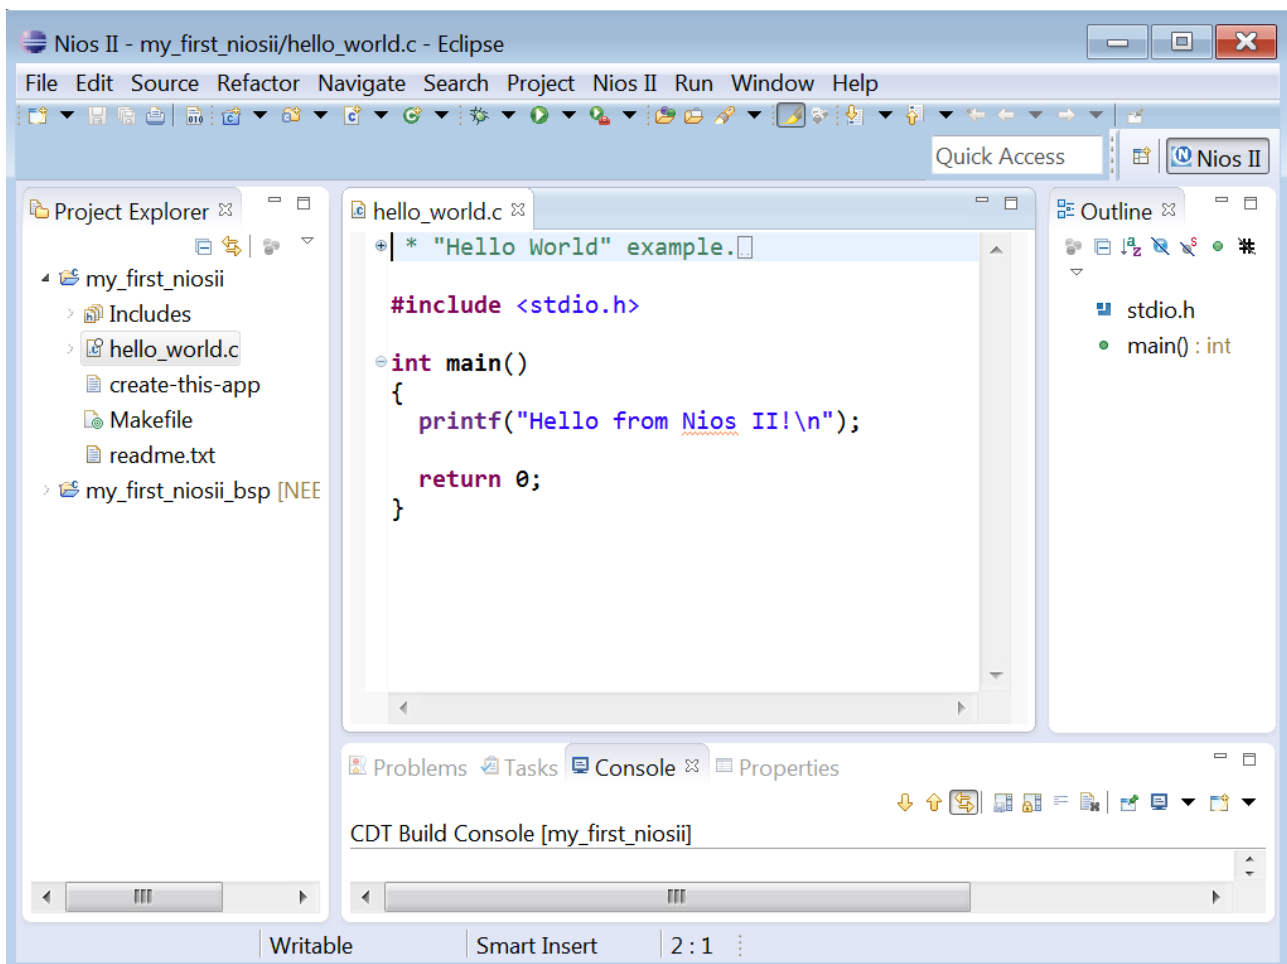 Nios II - my_first_niosii/hello_world.c - Eclipse
File Edit Source Refactor Navigate Search Project Nios II Run Window Help
Quick Access
Nios II
Project Explorer
my_first_niosii
Includes
hello_world.c
create-this-app
Makefile
readme.txt
my_first_niosii_bsp [NEE
hello_world.c
* "Hello World" example.
#include <stdio.h>
int main()
{
printf("Hello from Nios II!\n");
return 0;
}
Outline
stdio.h
main() : int
Problems Tasks Console Properties
CDT Build Console [my_first_niosii]
Writable Smart Insert 2 : 1